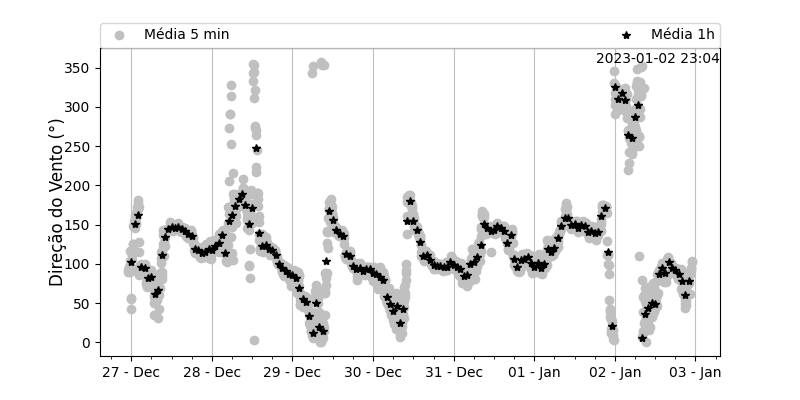 Média 5 min
Média 1h
2023-01-02 23:04
Direção do Vento (°)
350
300
250
200
150
100
50
0
27 - Dec
28 - Dec
29 - Dec
30 - Dec
31 - Dec
01 - Jan
02 - Jan
03 - Jan